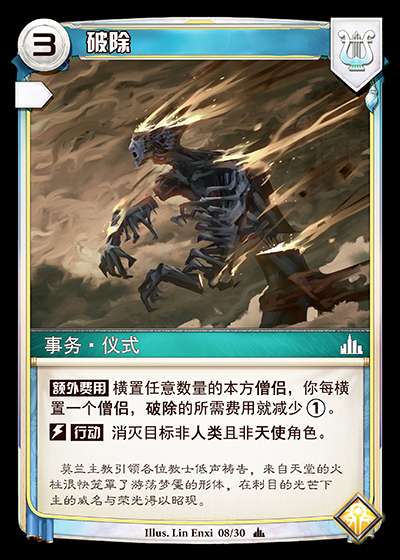 3 破除
事务·仪式
额外费用 横置任意数量的本方僧侣，你每横
置一个僧侣，破除的所需费用就减少①。
行动 消灭目标非人类且非天使角色。
莫兰主教引领各位教士低声祷告，来自天堂的火
柱很快笼罩了游荡梦魇的形体，在刺目的光芒下
主的威名与荣光得以昭现。
Illus. Lin Enxi 08/30